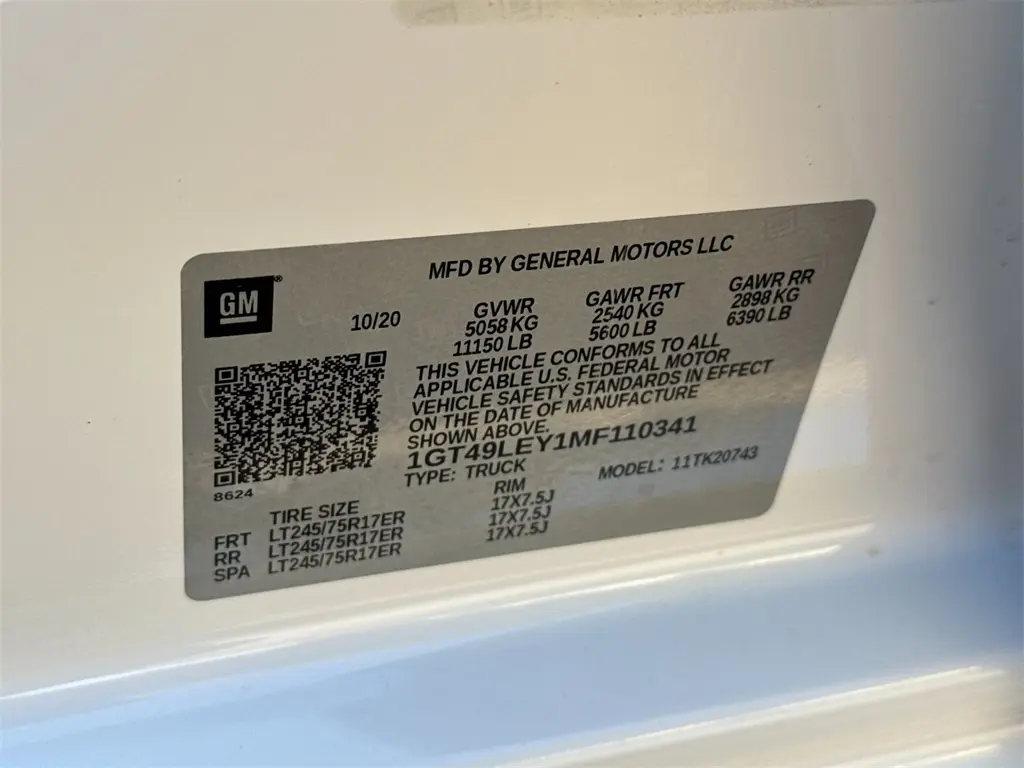 MFD BY GENERAL MOTORS LLC
GM®
10/20
GVWR
5058 KG
11150 LB
GAWR FRT
2540 KG
5600 LB
GAWR RR
2898 KG
6390 LB
THIS VEHICLE CONFORMS TO ALL
APPLICABLE U.S. FEDERAL MOTOR
VEHICLE SAFETY STANDARDS IN EFFECT
ON THE DATE OF MANUFACTURE
SHOWN ABOVE.
1GT49LEY1MF110341
TYPE: TRUCK
MODEL: 11TK20743
8624
TIRE SIZE RIM
FRT LT245/75R17ER 17X7.5J
RR LT245/75R17ER 17X7.5J
SPA LT245/75R17ER 17X7.5J